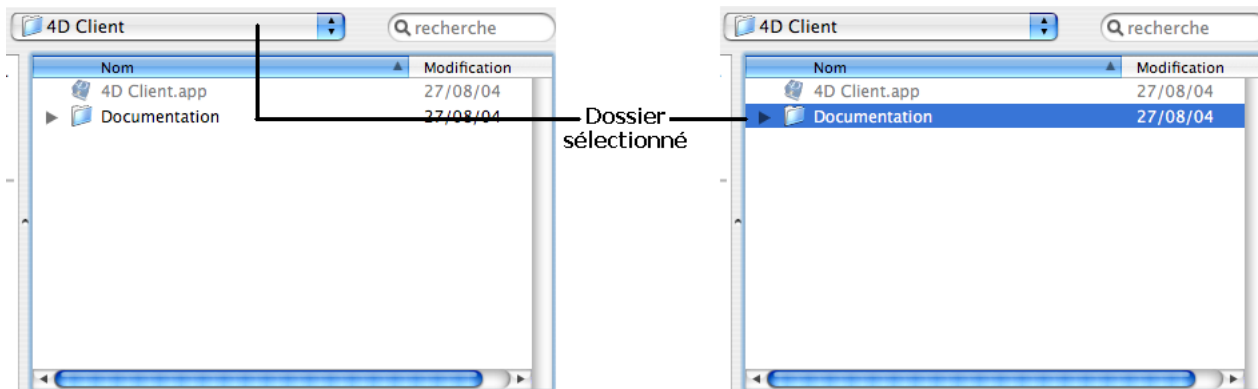 4D Client
recherche
Nom Modification
4D Client.app 27/08/04
Documentation 27/08/04
Dossier
sélectionné
4D Client
recherche
Nom Modification
4D Client.app 27/08/04
Documentation 27/08/04